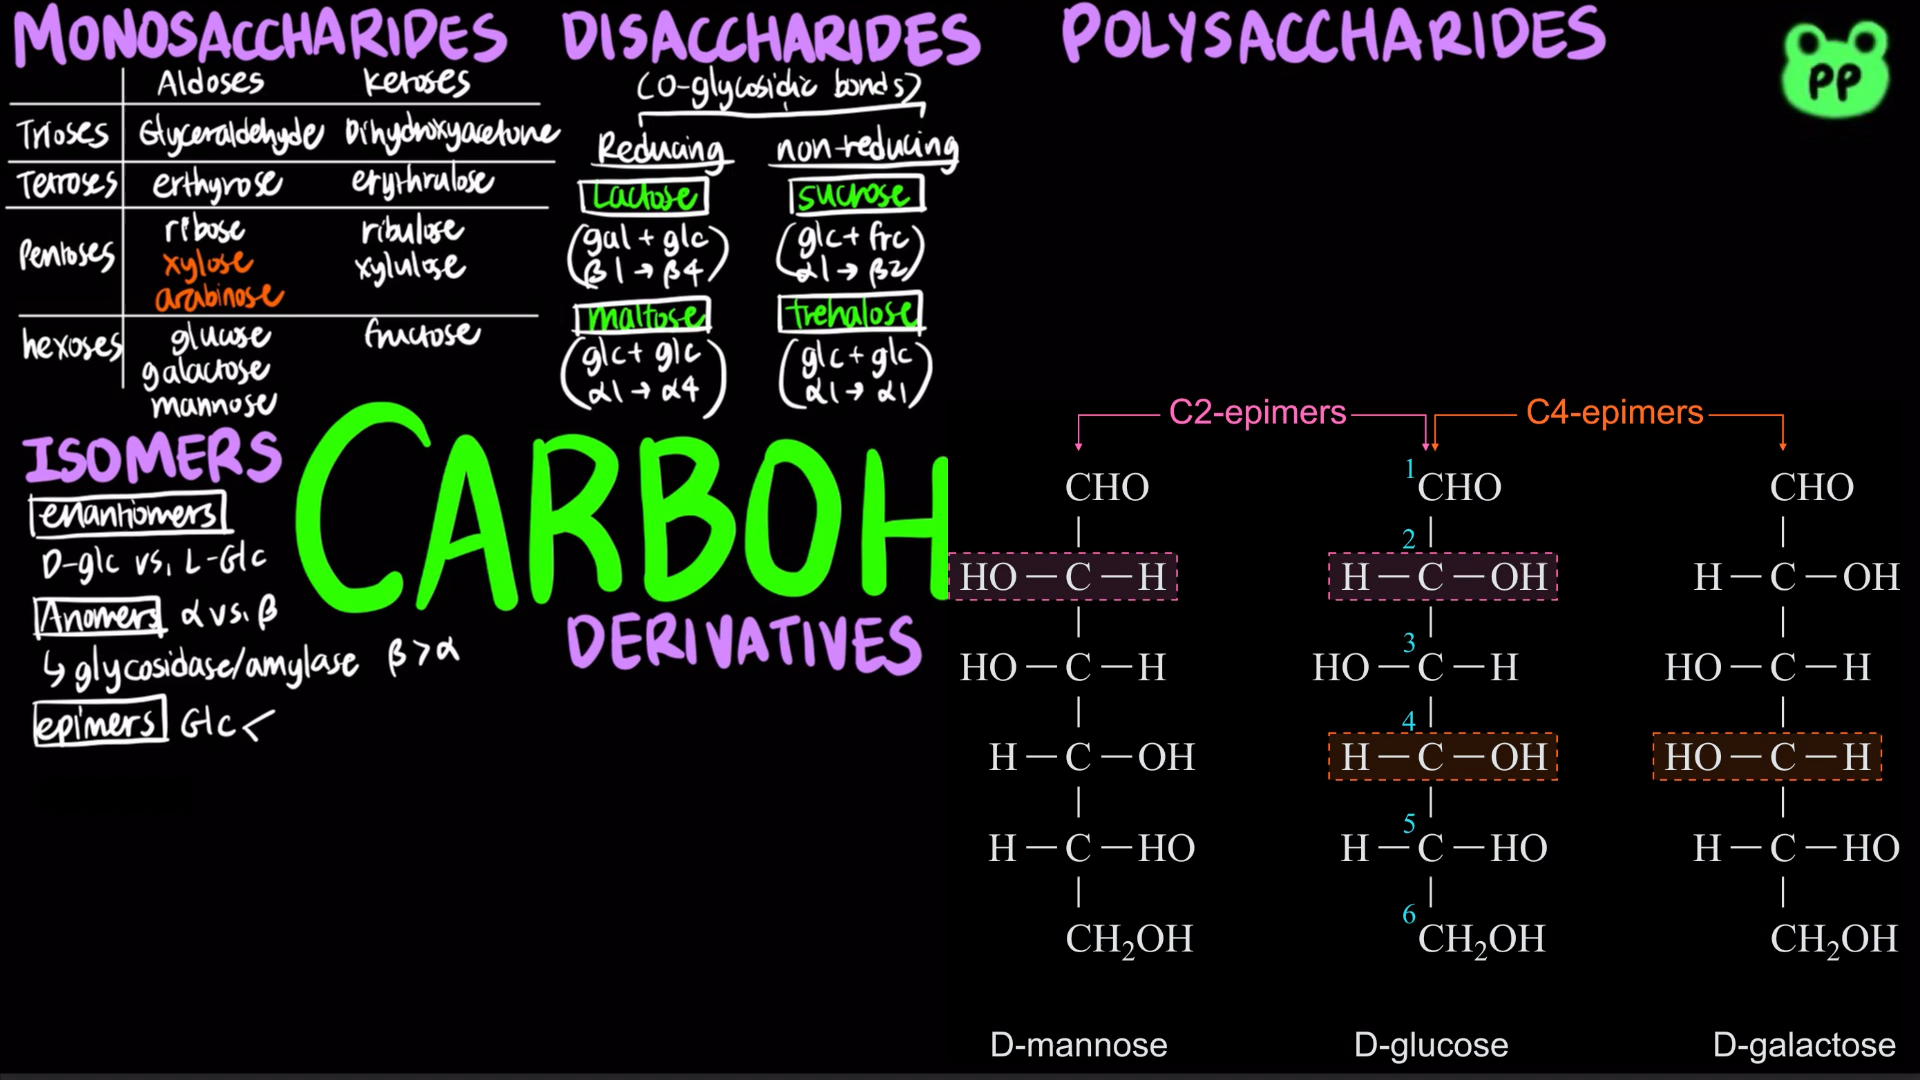 MONOSACCHARIDES
Aldoses ketoses
Trioses Glyceraldehyde Dihydroxyacetone
Tetroses erthyrose erythrulose
Pentoses ribose ribulose
xylose xylulose
arabinose
hexoses glucose fructose
galactose
mannose
DISACCHARIDES
(O-glycosidic bonds)
Reducing non-reducing
Lactose sucrose
(gal + glc (glc + frc
β1→β4) α1→β2)
maltose trehalose
(glc + glc (glc + glc
α1→α4) α1→α1)
POLYSACCHARIDES
PP
ISOMERS
enantiomers
D-glc vs. L-Glc
Anomers α vs. β
↳ glycosidase/amylase β>α
epimers Glc <
CARBOH
DERIVATIVES
C2-epimers C4-epimers
1
CHO CHO CHO
2
HO—C—H H—C—OH H—C—OH
3
HO—C—H HO—C—H HO—C—H
4
H—C—OH H—C—OH HO—C—H
5
H—C—HO H—C—HO H—C—HO
6
CH₂OH CH₂OH CH₂OH
D-mannose D-glucose D-galactose